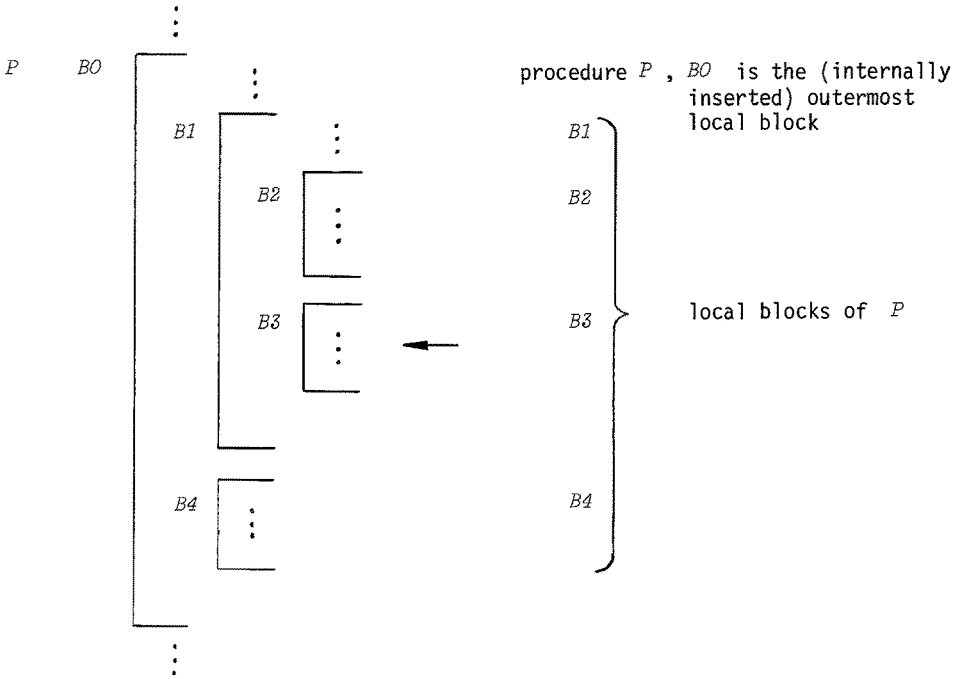 P B0 procedure P , B0 is the (internally
inserted) outermost
local block
B1 B1
B2 B2
B3 B3 local blocks of P
B4 B4